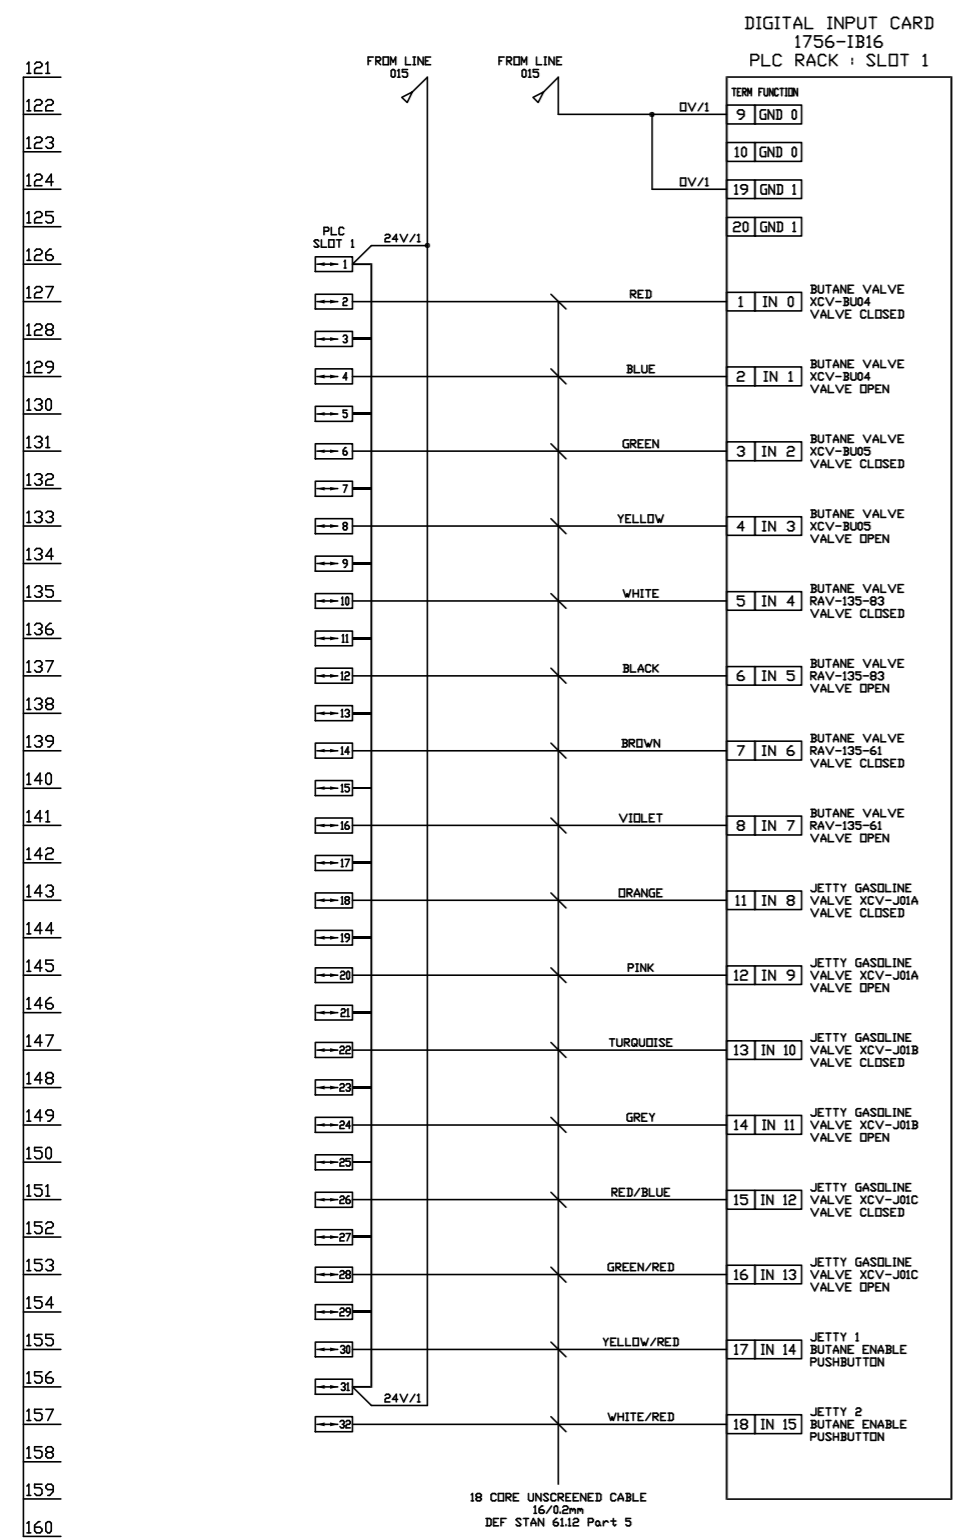 DIGITAL INPUT CARD
1756-IB16
PLC RACK : SLOT 1
121
FROM LINE
015
FROM LINE
015
TERM FUNCTION
122
0V/1
9 GND 0
123
10 GND 0
124
0V/1
19 GND 1
125
20 GND 1
PLC
SLOT 1
24V/1
126
1
127
2
RED
1 IN 0
BUTANE VALVE
XCV-BU04
VALVE CLOSED
128
3
129
4
BLUE
2 IN 1
BUTANE VALVE
XCV-BU04
VALVE OPEN
130
5
131
6
GREEN
3 IN 2
BUTANE VALVE
XCV-BU05
VALVE CLOSED
132
7
133
8
YELLOW
4 IN 3
BUTANE VALVE
XCV-BU05
VALVE OPEN
134
9
135
10
WHITE
5 IN 4
BUTANE VALVE
RAV-135-83
VALVE CLOSED
136
11
137
12
BLACK
6 IN 5
BUTANE VALVE
RAV-135-83
VALVE OPEN
138
13
139
14
BROWN
7 IN 6
BUTANE VALVE
RAV-135-61
VALVE CLOSED
140
15
141
16
VIOLET
8 IN 7
BUTANE VALVE
RAV-135-61
VALVE OPEN
142
17
143
18
ORANGE
11 IN 8
JETTY GASOLINE
VALVE XCV-J01A
VALVE CLOSED
144
19
145
20
PINK
12 IN 9
JETTY GASOLINE
VALVE XCV-J01A
VALVE OPEN
146
21
147
22
TURQUOISE
13 IN 10
JETTY GASOLINE
VALVE XCV-J01B
VALVE CLOSED
148
23
149
24
GREY
14 IN 11
JETTY GASOLINE
VALVE XCV-J01B
VALVE OPEN
150
25
151
26
RED/BLUE
15 IN 12
JETTY GASOLINE
VALVE XCV-J01C
VALVE CLOSED
152
27
153
28
GREEN/RED
16 IN 13
JETTY GASOLINE
VALVE XCV-J01C
VALVE OPEN
154
29
155
30
YELLOW/RED
17 IN 14
JETTY 1
BUTANE ENABLE
PUSHBUTTON
156
31
24V/1
157
32
WHITE/RED
18 IN 15
JETTY 2
BUTANE ENABLE
PUSHBUTTON
158
159
18 CORE UNSCREENED CABLE
16/0.2mm
DEF STAN 61.12 Part 5
160